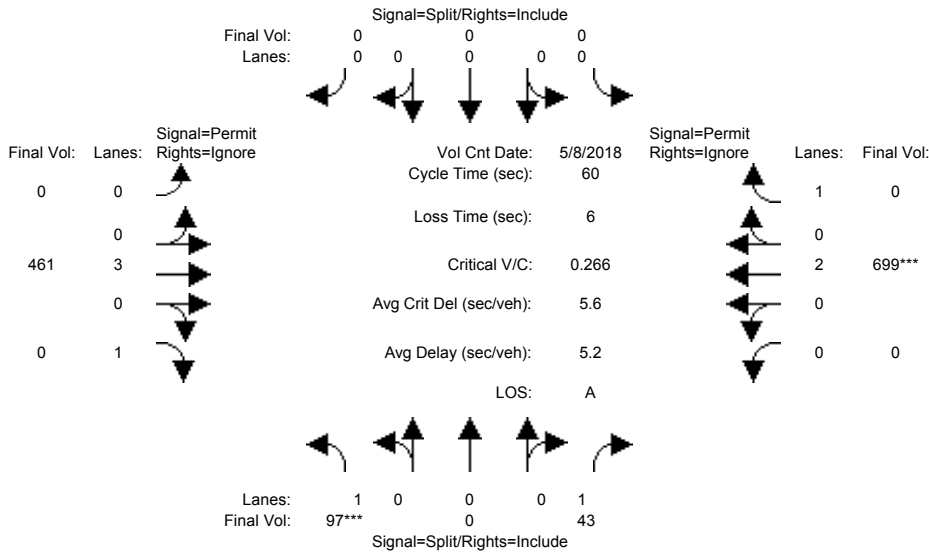 Signal=Split/Rights=Include
Final Vol: 0 0 0
Lanes: 0 0 0 0 0
Signal=Permit Signal=Permit
Final Vol: Lanes: Rights=Ignore Vol Cnt Date: 5/8/2018 Rights=Ignore Lanes: Final Vol:
Cycle Time (sec): 60
0 0 1 0
Loss Time (sec): 6
0 0
461 3 Critical V/C: 0.266 2 699***
0 Avg Crit Del (sec/veh): 5.6 0
0 1 Avg Delay (sec/veh): 5.2 0 0
LOS: A
Lanes: 1 0 0 0 1
Final Vol: 97*** 0 43
Signal=Split/Rights=Include